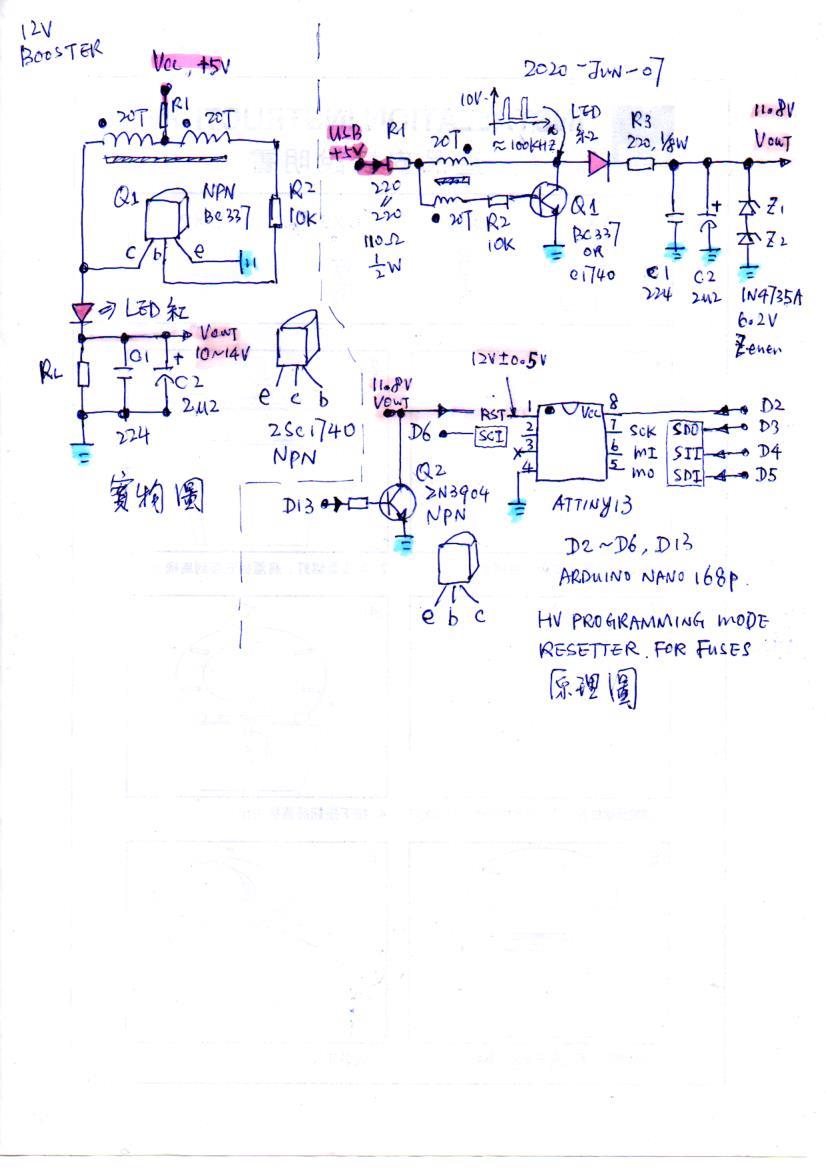 12V
BOOSTER
VCC, +5V
R1
20T
20T
Q1
NPN
BC337
R2
10K
c
b
e
⇒ LED 紅
VOUT
10~14V
RL
C1
+
C2
2U2
224
實物圖
e c b
2SC1740
NPN
2020-JUN-07
10V
≈100KHZ
LED
紅
11.8V
VOUT
USB
+5V
R1
220
//
220
110Ω
1/2W
20T
20T
R2
10K
Q1
BC337
OR
C1740
R3
220, 1/8W
C1
224
+
C2
2U2
Z1
Z2
1N4735A
6.2V
Zener
12V±0.5V
11.8V
VOUT
RST
1
D6
SCI
2
3
4
VCC
8
7
6
5
SCK
MI
MO
SDO
SII
SDI
D2
D3
D4
D5
ATTINY13
Q2
2N3904
NPN
D13
e b c
D2~D6, D13
ARDUINO NANO 168P.
HV PROGRAMMING MODE
RESETTER FOR FUSES
原理圖